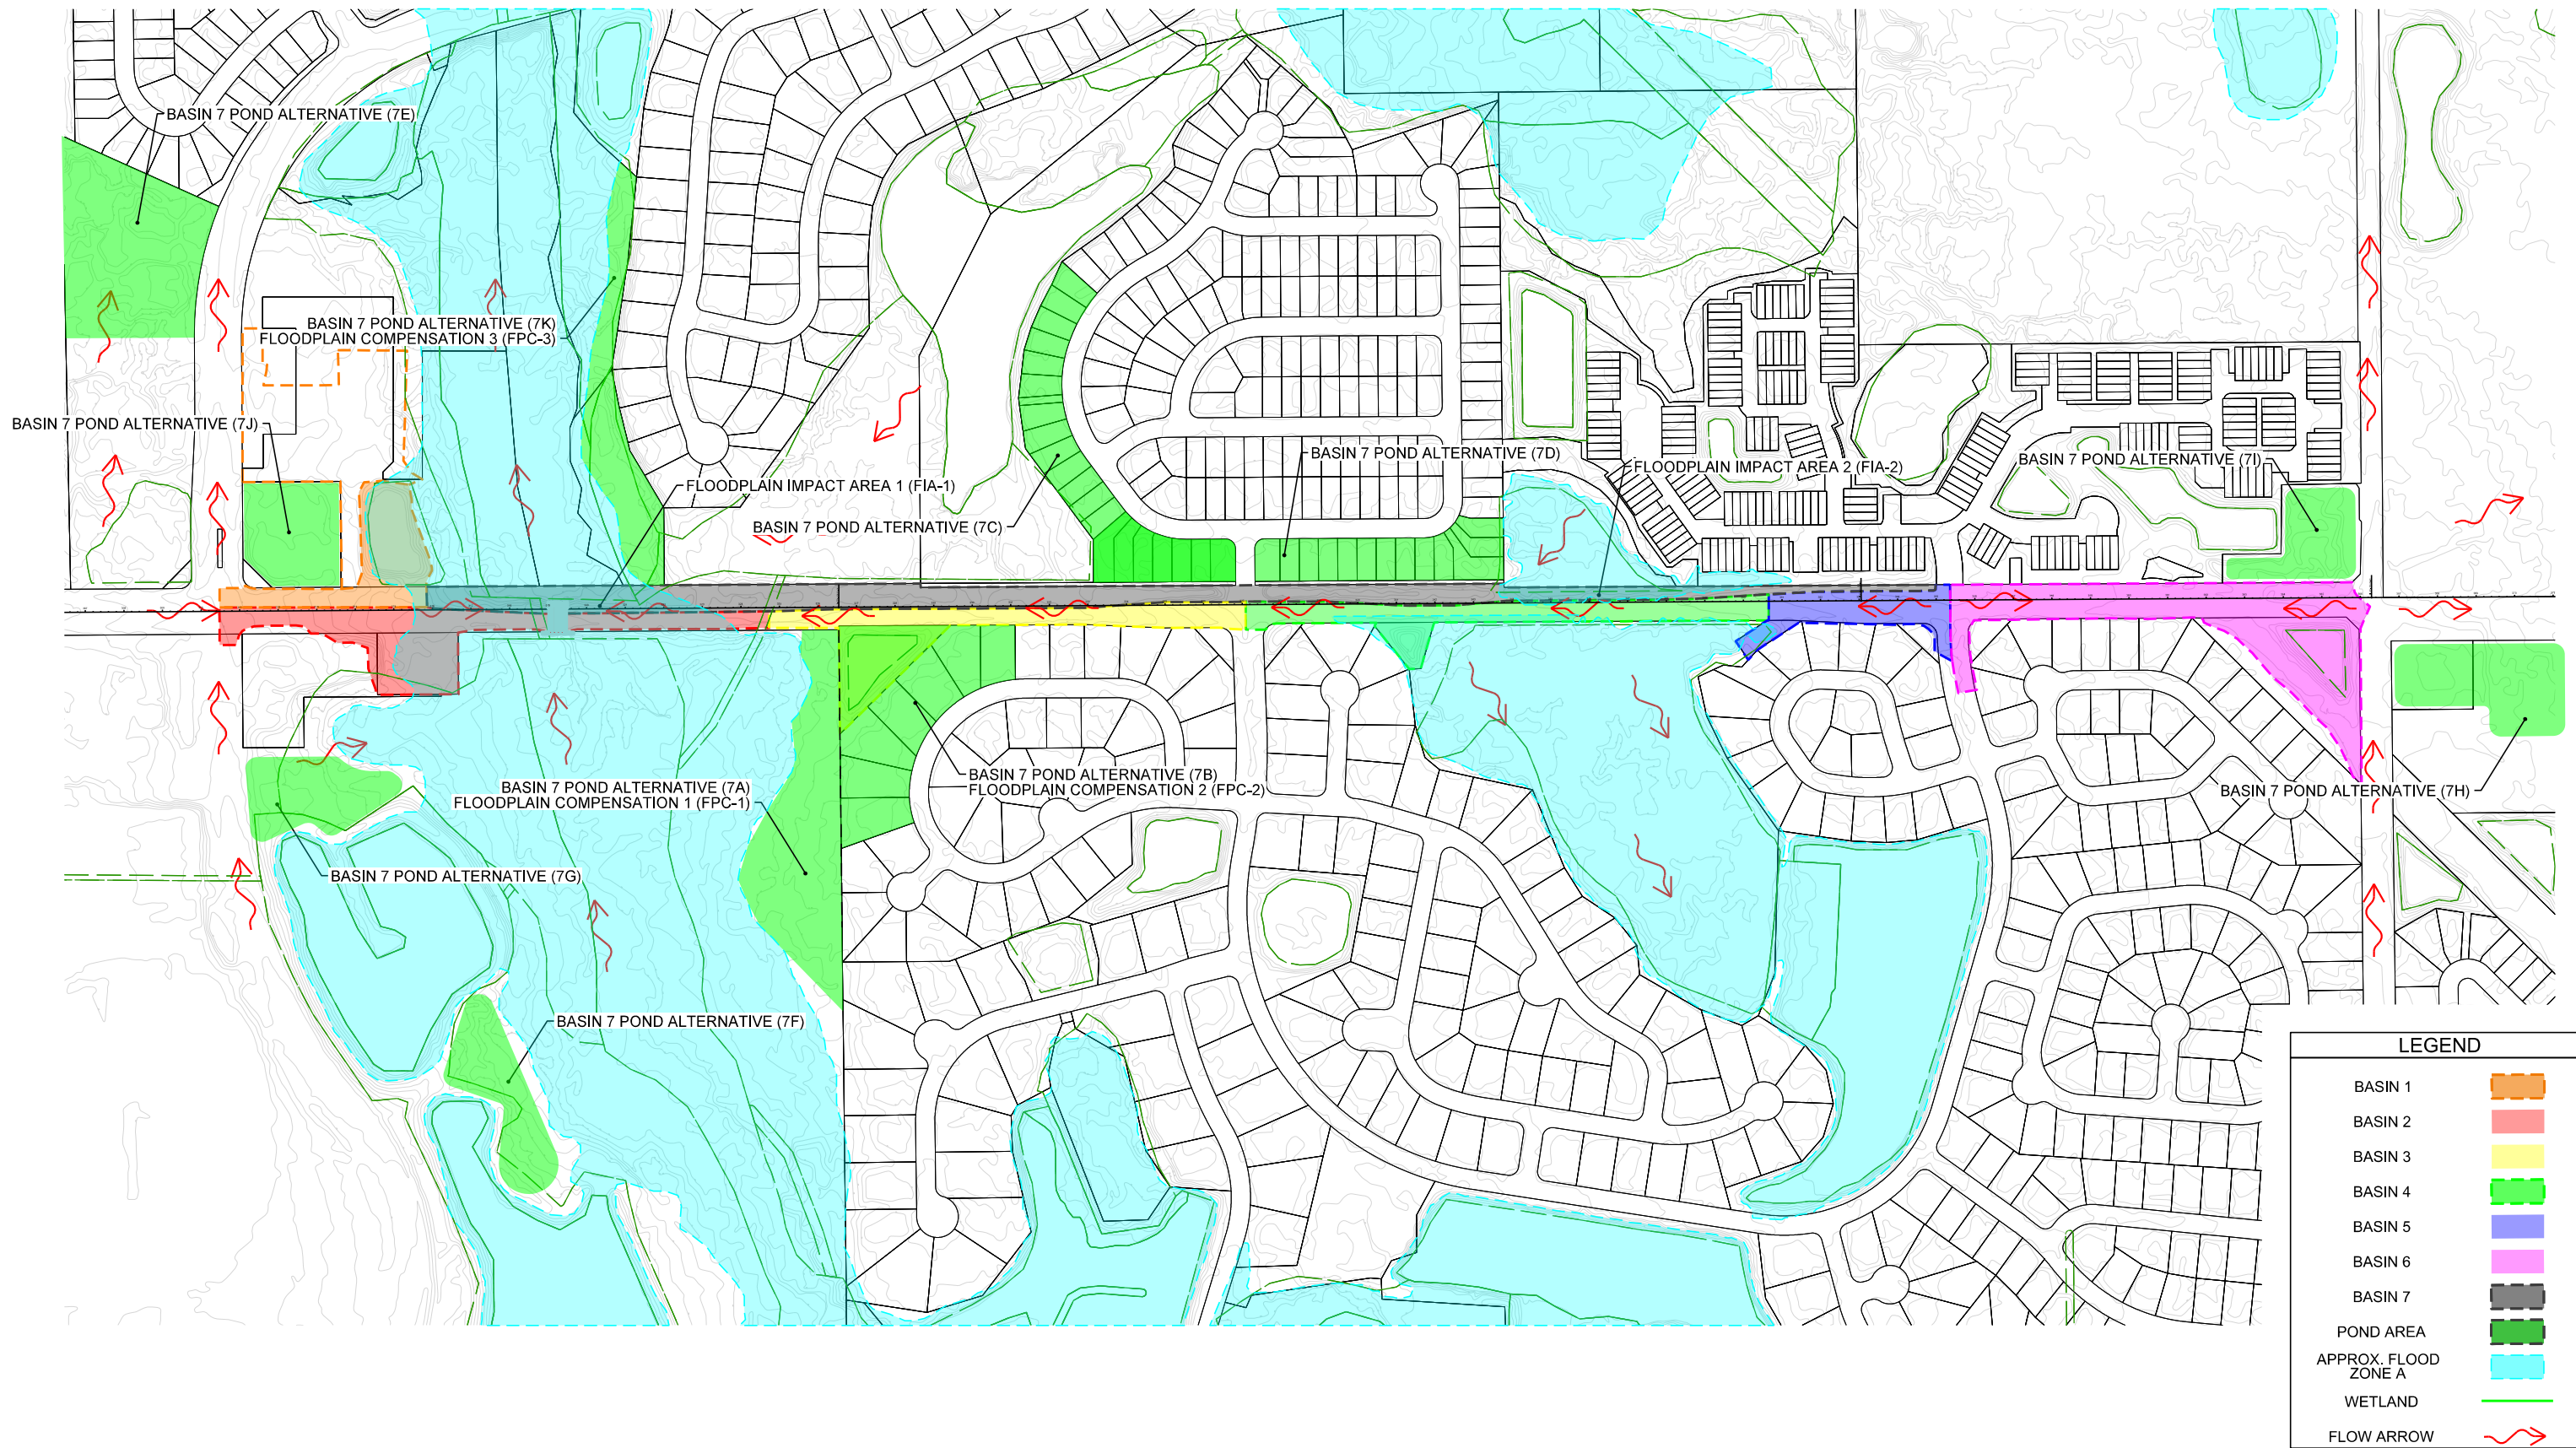 BASIN 7 POND ALTERNATIVE (7E)
BASIN 7 POND ALTERNATIVE (7K)
FLOODPLAIN COMPENSATION 3 (FPC-3)
BASIN 7 POND ALTERNATIVE (7J)
BASIN 7 POND ALTERNATIVE (7D)
FLOODPLAIN IMPACT AREA 2 (FIA-2)
BASIN 7 POND ALTERNATIVE (7I)
FLOODPLAIN IMPACT AREA 1 (FIA-1)
BASIN 7 POND ALTERNATIVE (7C)
BASIN 7 POND ALTERNATIVE (7B)
FLOODPLAIN COMPENSATION 2 (FPC-2)
BASIN 7 POND ALTERNATIVE (7A)
FLOODPLAIN COMPENSATION 1 (FPC-1)
BASIN 7 POND ALTERNATIVE (7H)
BASIN 7 POND ALTERNATIVE (7G)
BASIN 7 POND ALTERNATIVE (7F)
LEGEND
BASIN 1
BASIN 2
BASIN 3
BASIN 4
BASIN 5
BASIN 6
BASIN 7
POND AREA
APPROX. FLOOD
ZONE A
WETLAND
FLOW ARROW